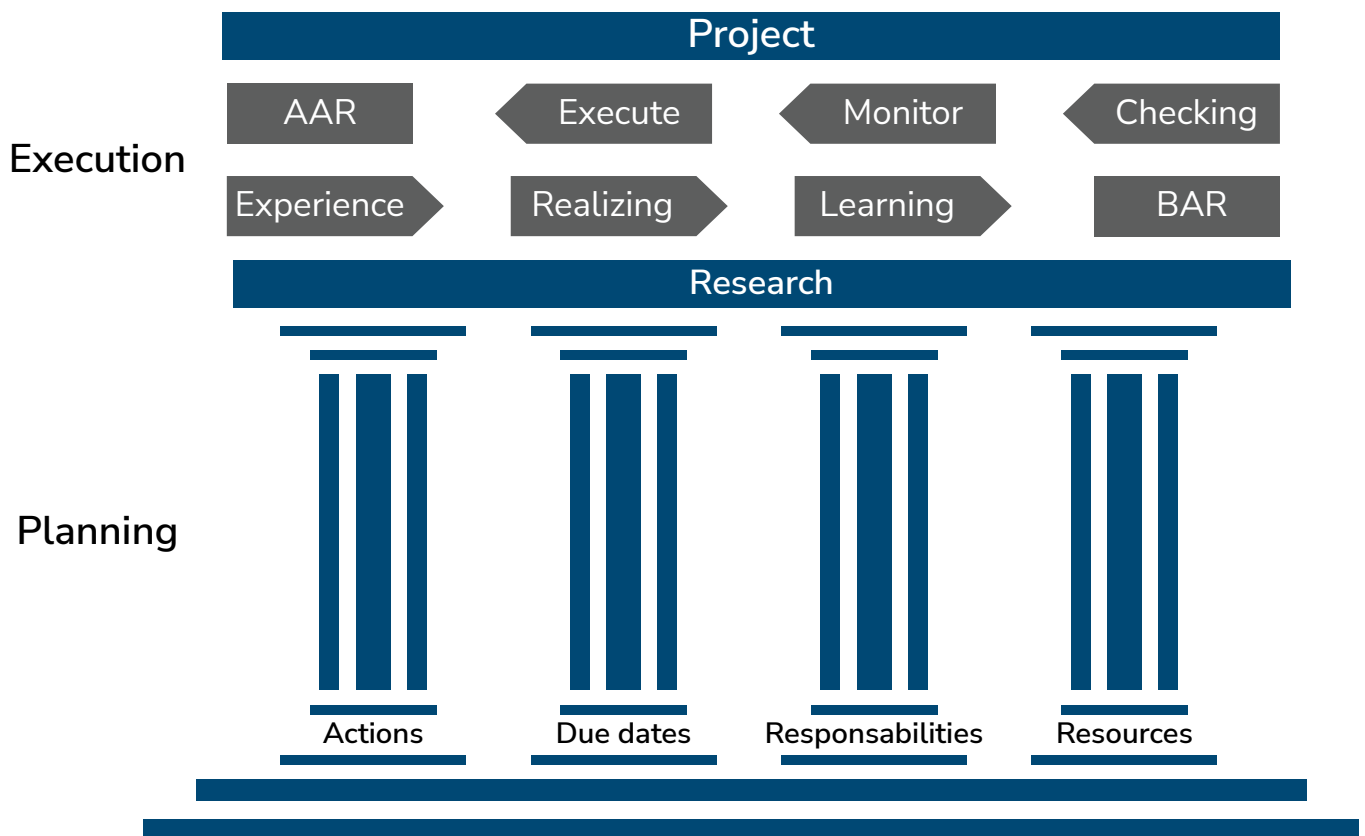 Project
AAR
Execute
Monitor
Checking
Execution
Experience
Realizing
Learning
BAR
Research
Planning
Actions
Due dates
Responsabilities
Resources